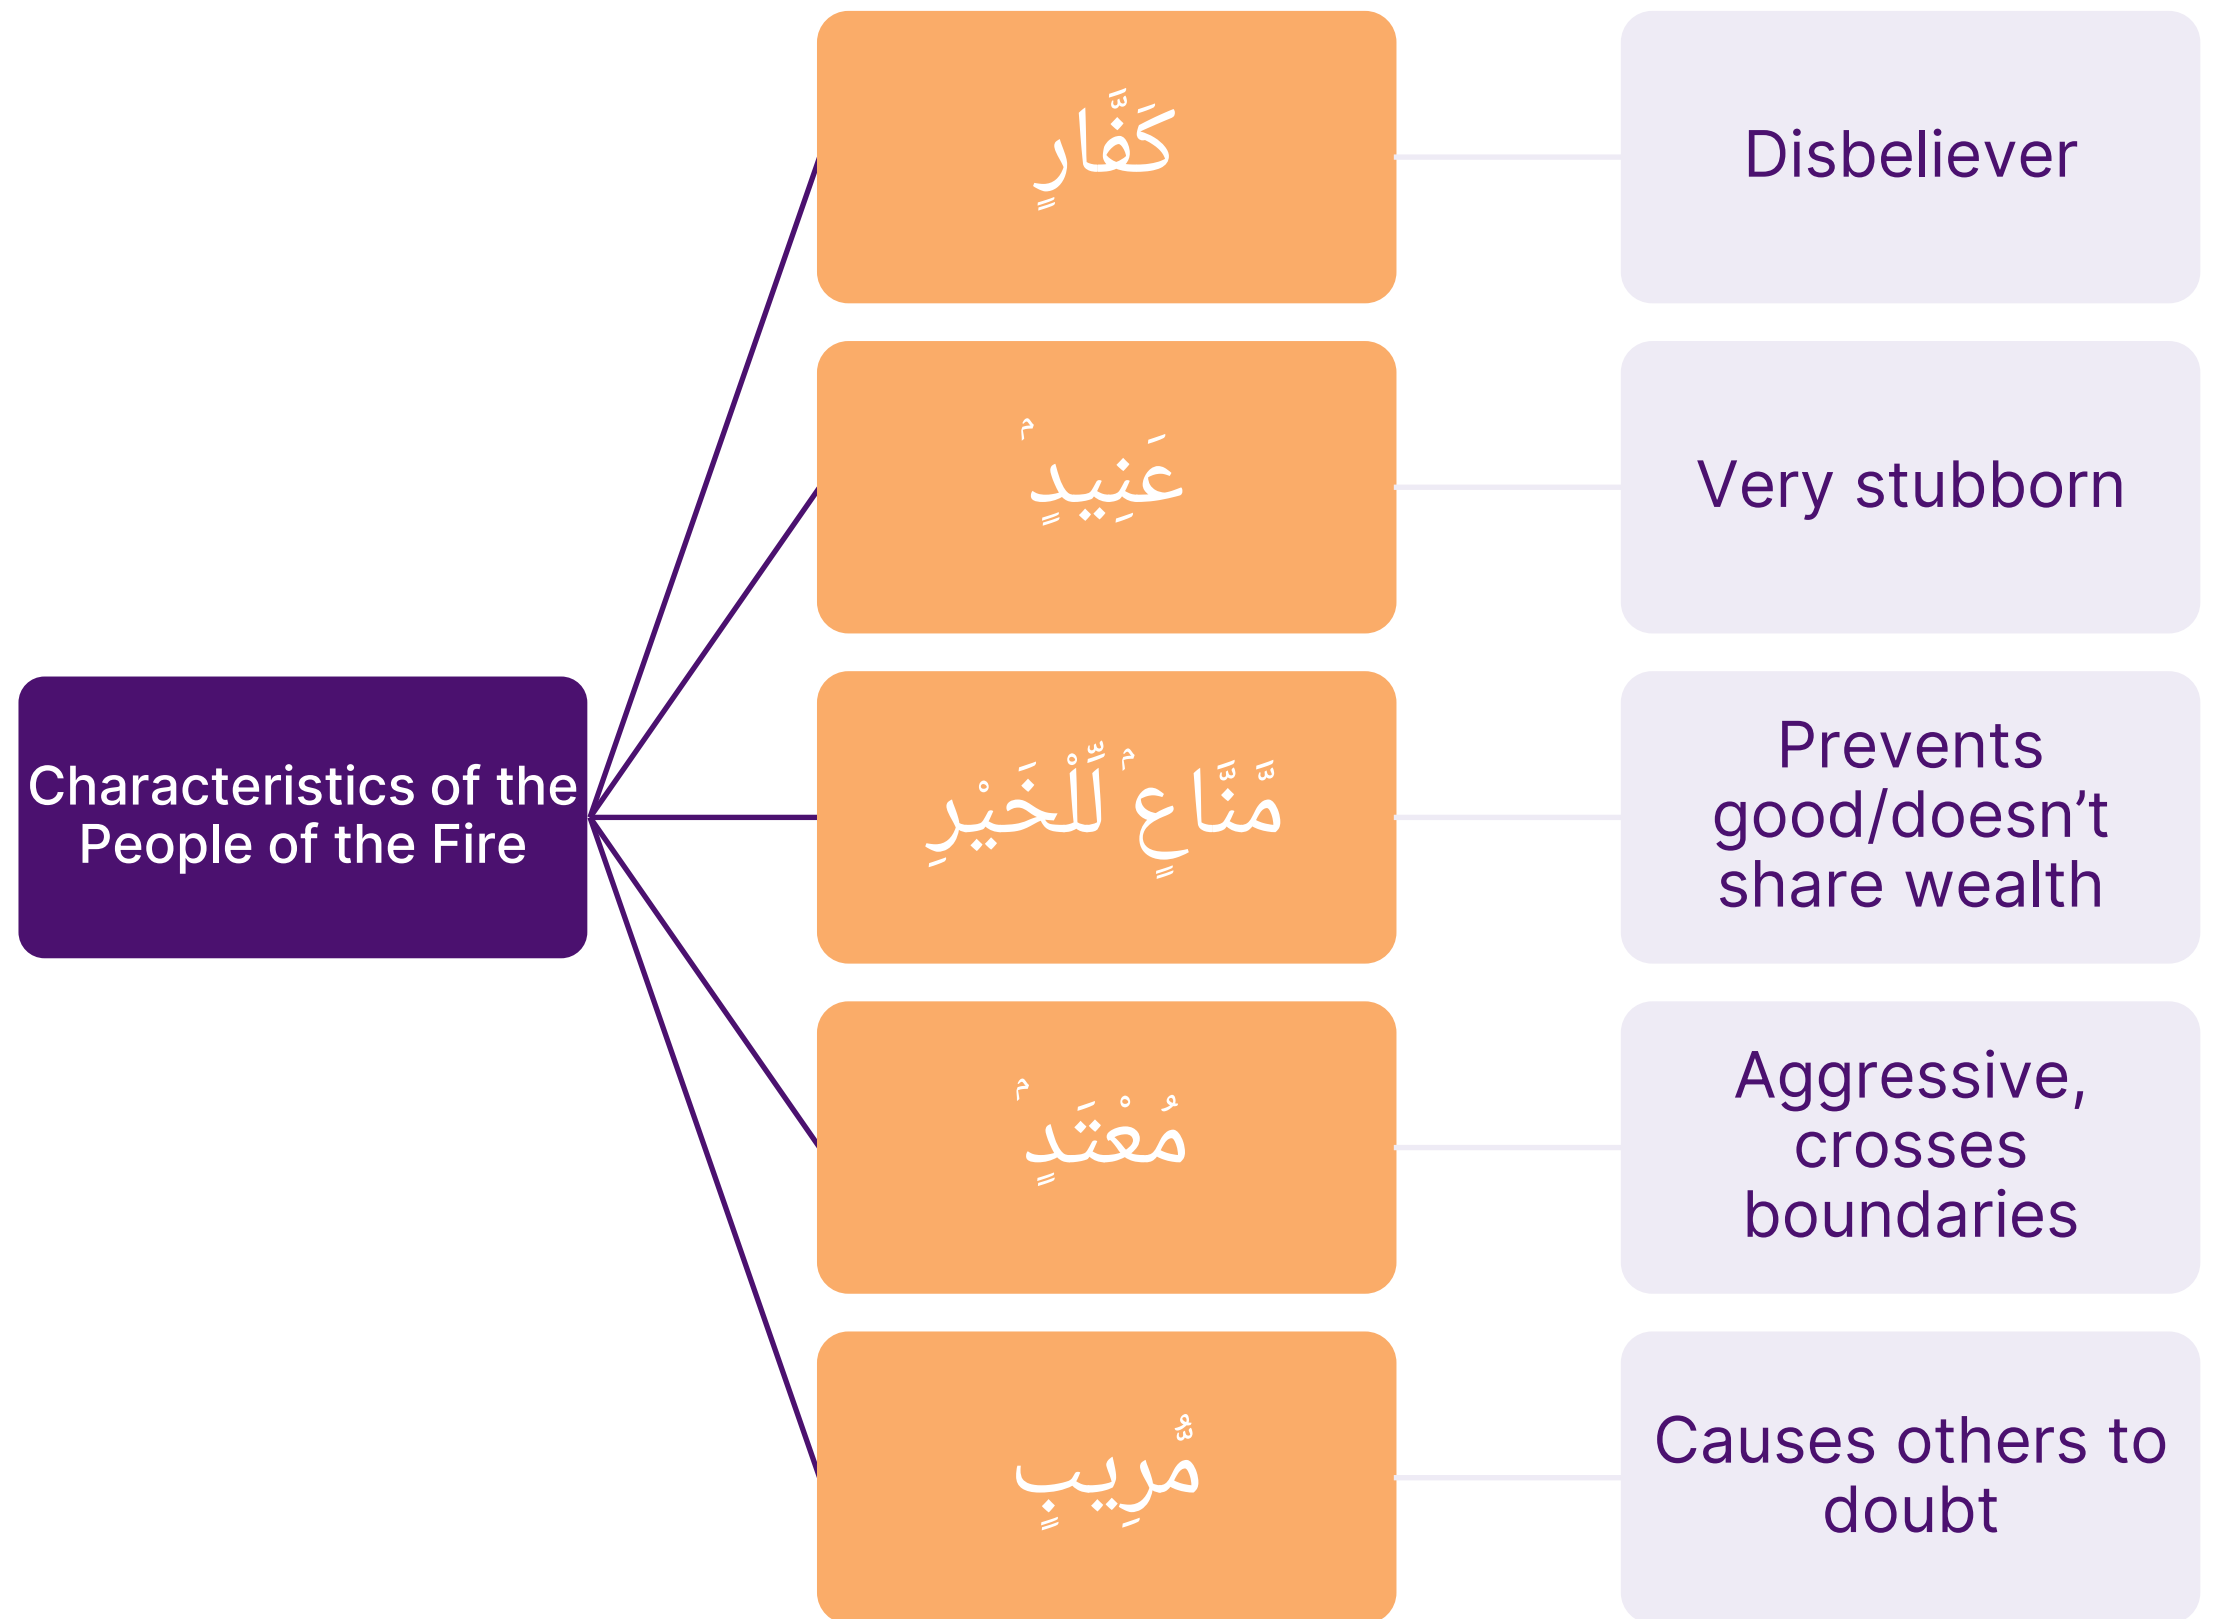 Characteristics of the
People of the Fire
كَفَّارٍ
Disbeliever
عَنِيدٍۢ
Very stubborn
مَّنَّاعٍۢ لِّلْخَيْرِ
Prevents
good/doesn’t
share wealth
مُعْتَدٍۢ
Aggressive,
crosses
boundaries
مُّرِيبٍ
Causes others to
doubt